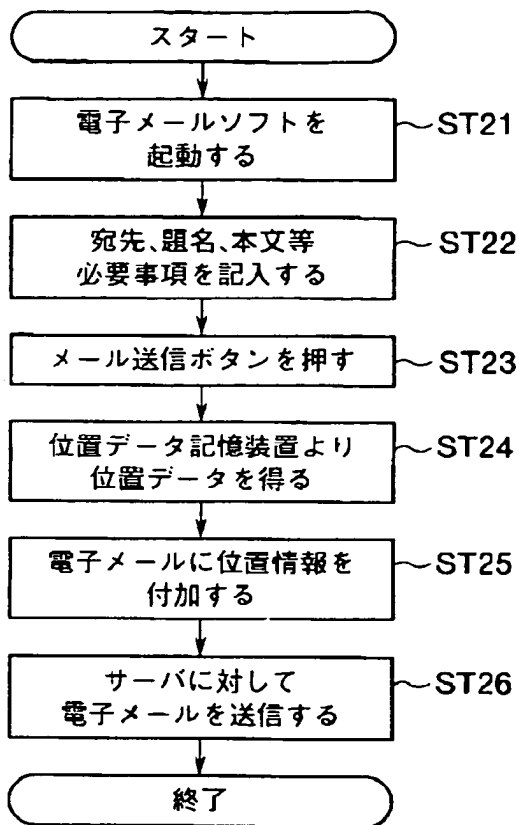 スタート
電子メールソフトを
起動する
ST21
宛先、題名、本文等
必要事項を記入する
ST22
メール送信ボタンを押す
ST23
位置データ記憶装置より
位置データを得る
ST24
電子メールに位置情報を
付加する
ST25
サーバに対して
電子メールを送信する
ST26
終了